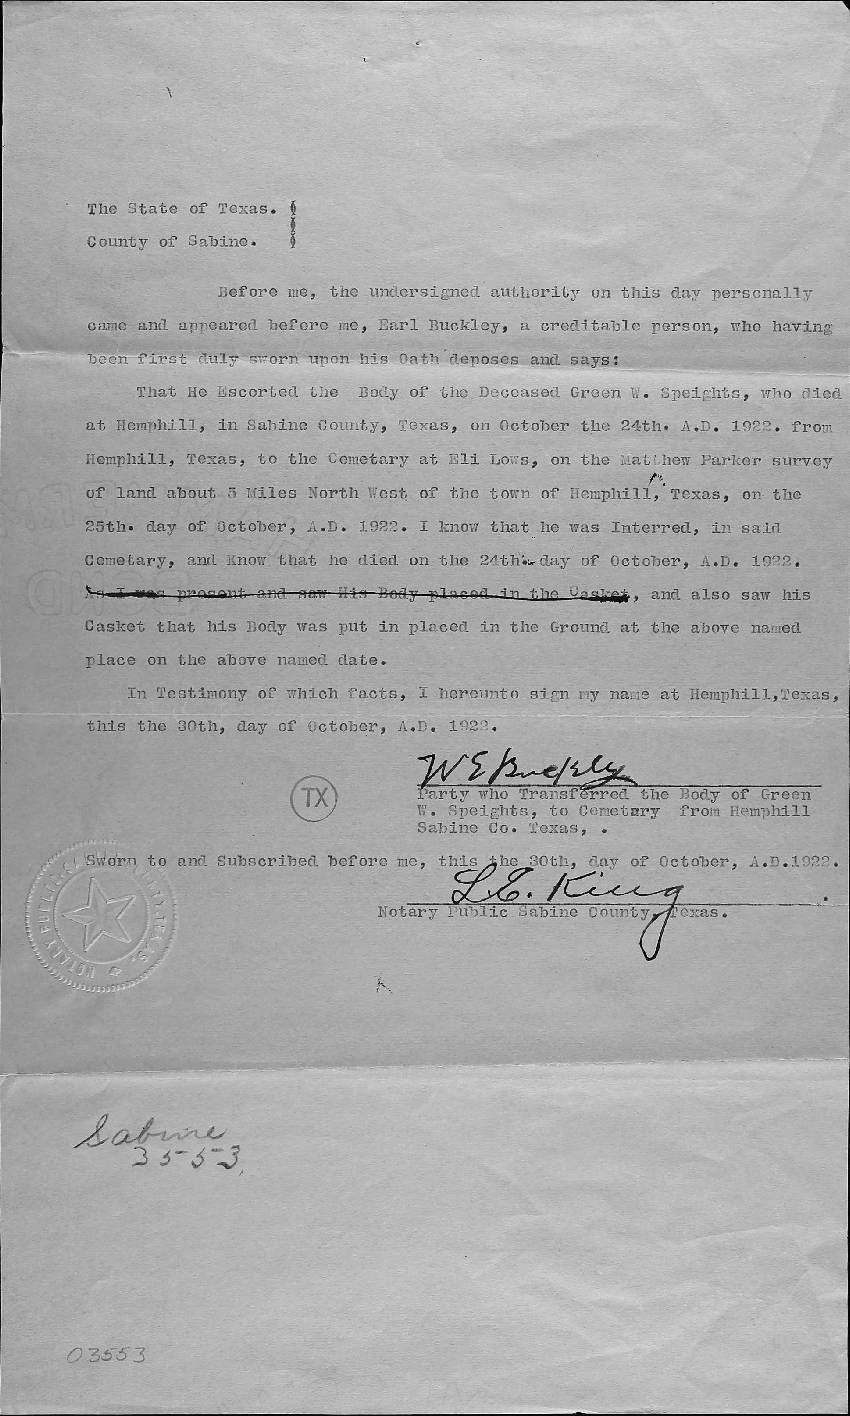 The State of Texas.
County of Sabine.
Before me, the undersigned authority on this day personally
came and appeared before me, Earl Buckley, a creditable person, who having
been first duly sworn upon his Oath deposes and says:
That He Escorted the Body of the Deceased Green W. Speights, who died
at Hemphill, in Sabine County, Texas, on October the 24th. A.D. 1922. from
Hemphill, Texas, to the Cemetary at Eli Lows, on the Matthew Parker survey
of land about 5 Miles North West of the town of Hemphill, Texas, on the
25th. day of October, A.D. 1922. I know that he was Interred, in said
Cemetary, and Know that he died on the 24th. day of October, A.D. 1922.
As I was present and saw His Body placed in the Casket, and also saw his
Casket that his Body was put in placed in the Ground at the above named
place on the above named date.
In Testimony of which facts, I hereunto sign my name at Hemphill,Texas,
this the 30th, day of October, A.D. 1922.
W E Buckley
TX
Party who Transferred the Body of Green
W. Speights, to Cemetery from Hemphill
Sabine Co. Texas, .
Sworn to and Subscribed before me, this the 30th, day of October, A.D.1922.
L.E. King
Notary Public Sabine County, Texas.
NOTARY PUBLIC
TEXAS.
Sabine
3553
03553